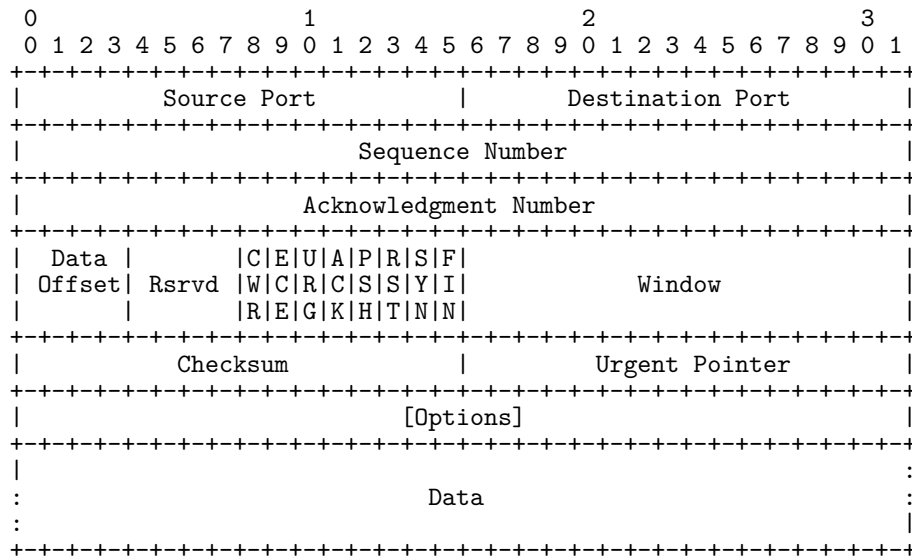 0                   1                   2                   3
 0 1 2 3 4 5 6 7 8 9 0 1 2 3 4 5 6 7 8 9 0 1 2 3 4 5 6 7 8 9 0 1
+-+-+-+-+-+-+-+-+-+-+-+-+-+-+-+-+-+-+-+-+-+-+-+-+-+-+-+-+-+-+-+-+
|          Source Port          |       Destination Port        |
+-+-+-+-+-+-+-+-+-+-+-+-+-+-+-+-+-+-+-+-+-+-+-+-+-+-+-+-+-+-+-+-+
|                        Sequence Number                        |
+-+-+-+-+-+-+-+-+-+-+-+-+-+-+-+-+-+-+-+-+-+-+-+-+-+-+-+-+-+-+-+-+
|                    Acknowledgment Number                      |
+-+-+-+-+-+-+-+-+-+-+-+-+-+-+-+-+-+-+-+-+-+-+-+-+-+-+-+-+-+-+-+-+
|  Data |       |C|E|U|A|P|R|S|F|                               |
| Offset| Rsrvd |W|C|R|C|S|S|Y|I|            Window             |
|       |       |R|E|G|K|H|T|N|N|                               |
+-+-+-+-+-+-+-+-+-+-+-+-+-+-+-+-+-+-+-+-+-+-+-+-+-+-+-+-+-+-+-+-+
|           Checksum            |         Urgent Pointer        |
+-+-+-+-+-+-+-+-+-+-+-+-+-+-+-+-+-+-+-+-+-+-+-+-+-+-+-+-+-+-+-+-+
|                           [Options]                           |
+-+-+-+-+-+-+-+-+-+-+-+-+-+-+-+-+-+-+-+-+-+-+-+-+-+-+-+-+-+-+-+-+
|                                                               :
:                             Data                              :
:                                                               |
+-+-+-+-+-+-+-+-+-+-+-+-+-+-+-+-+-+-+-+-+-+-+-+-+-+-+-+-+-+-+-+-+